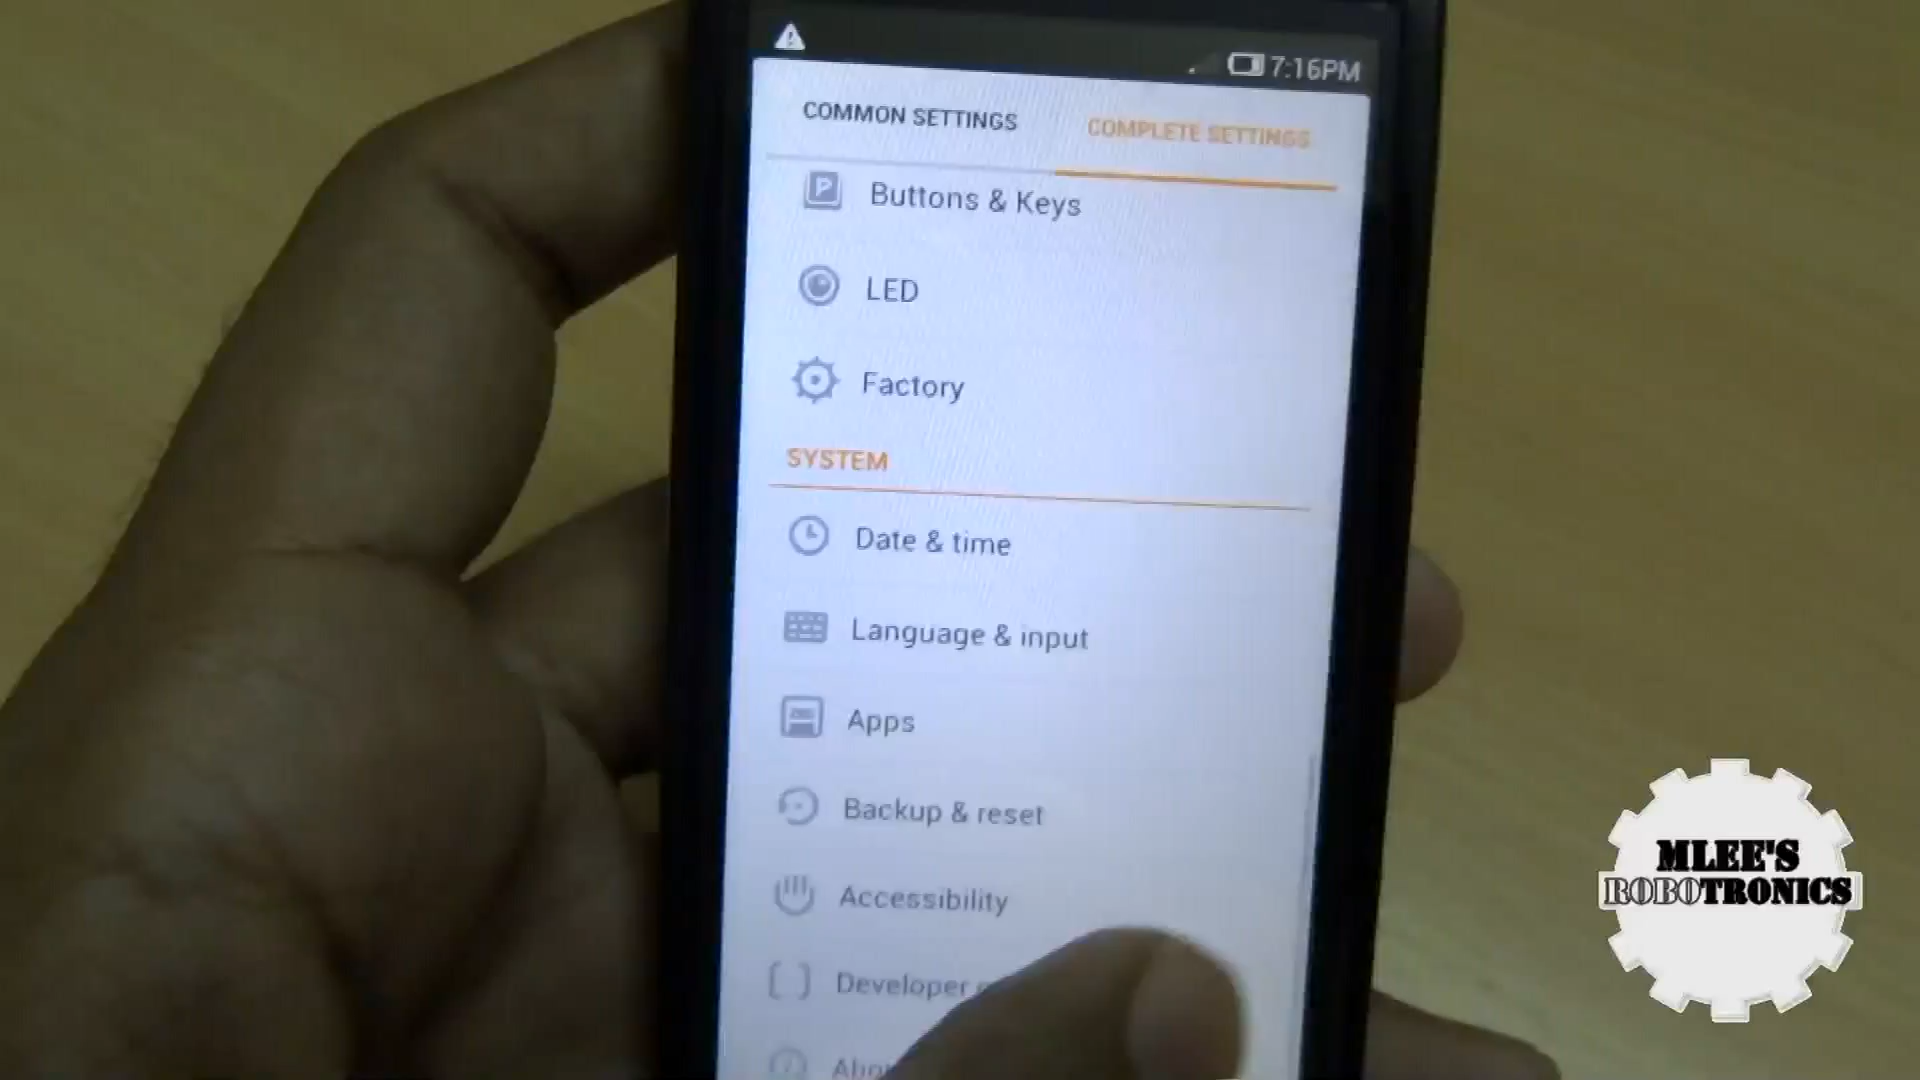 7:16PM
COMMON SETTINGS
COMPLETE SETTINGS
P
Buttons & Keys
LED
Factory
SYSTEM
Date & time
Language & input
Apps
Backup & reset
Accessibility
Developer
MLEE'S
ROBOTRONICS